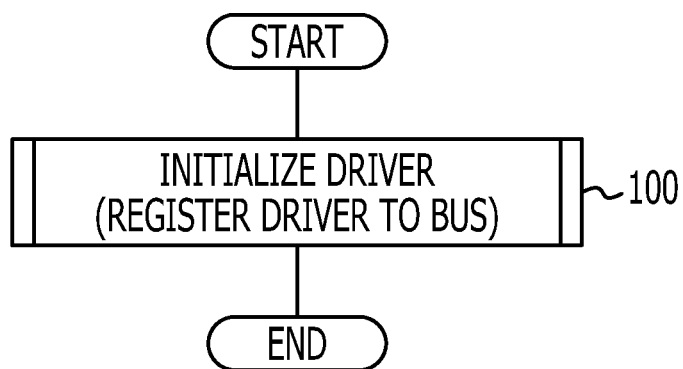 START
INITIALIZE DRIVER
(REGISTER DRIVER TO BUS)
100
END